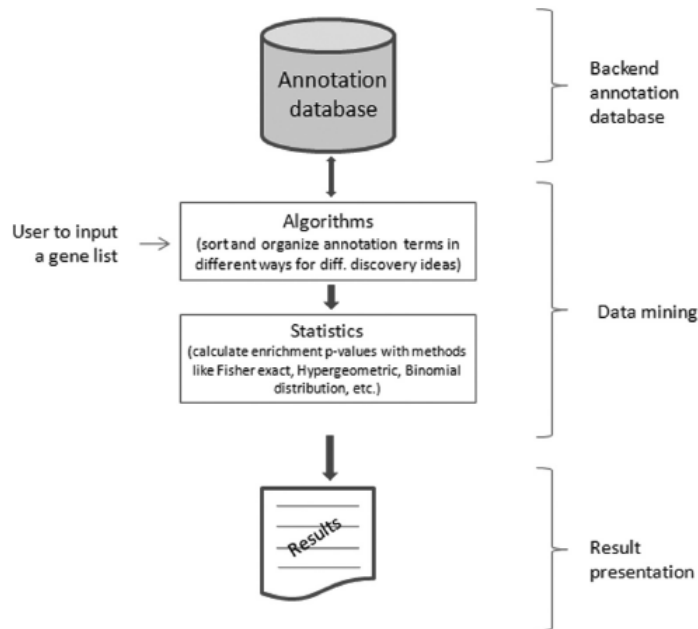 Annotation
database
Backend
annotation
database
User to input
a gene list
Algorithms
(sort and organize annotation terms in
different ways for diff. discovery ideas)
Statistics
(calculate enrichment p-values with methods
like Fisher exact, Hypergeometric, Binomial
distribution, etc.)
Data mining
Results
Result
presentation